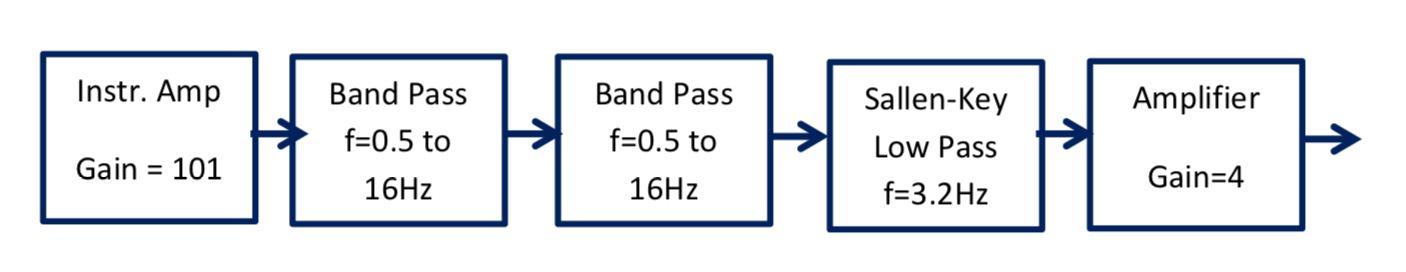 Instr. Amp
Gain = 101
Band Pass
f=0.5 to
16Hz
Band Pass
f=0.5 to
16Hz
Sallen-Key
Low Pass
f=3.2Hz
Amplifier
Gain=4